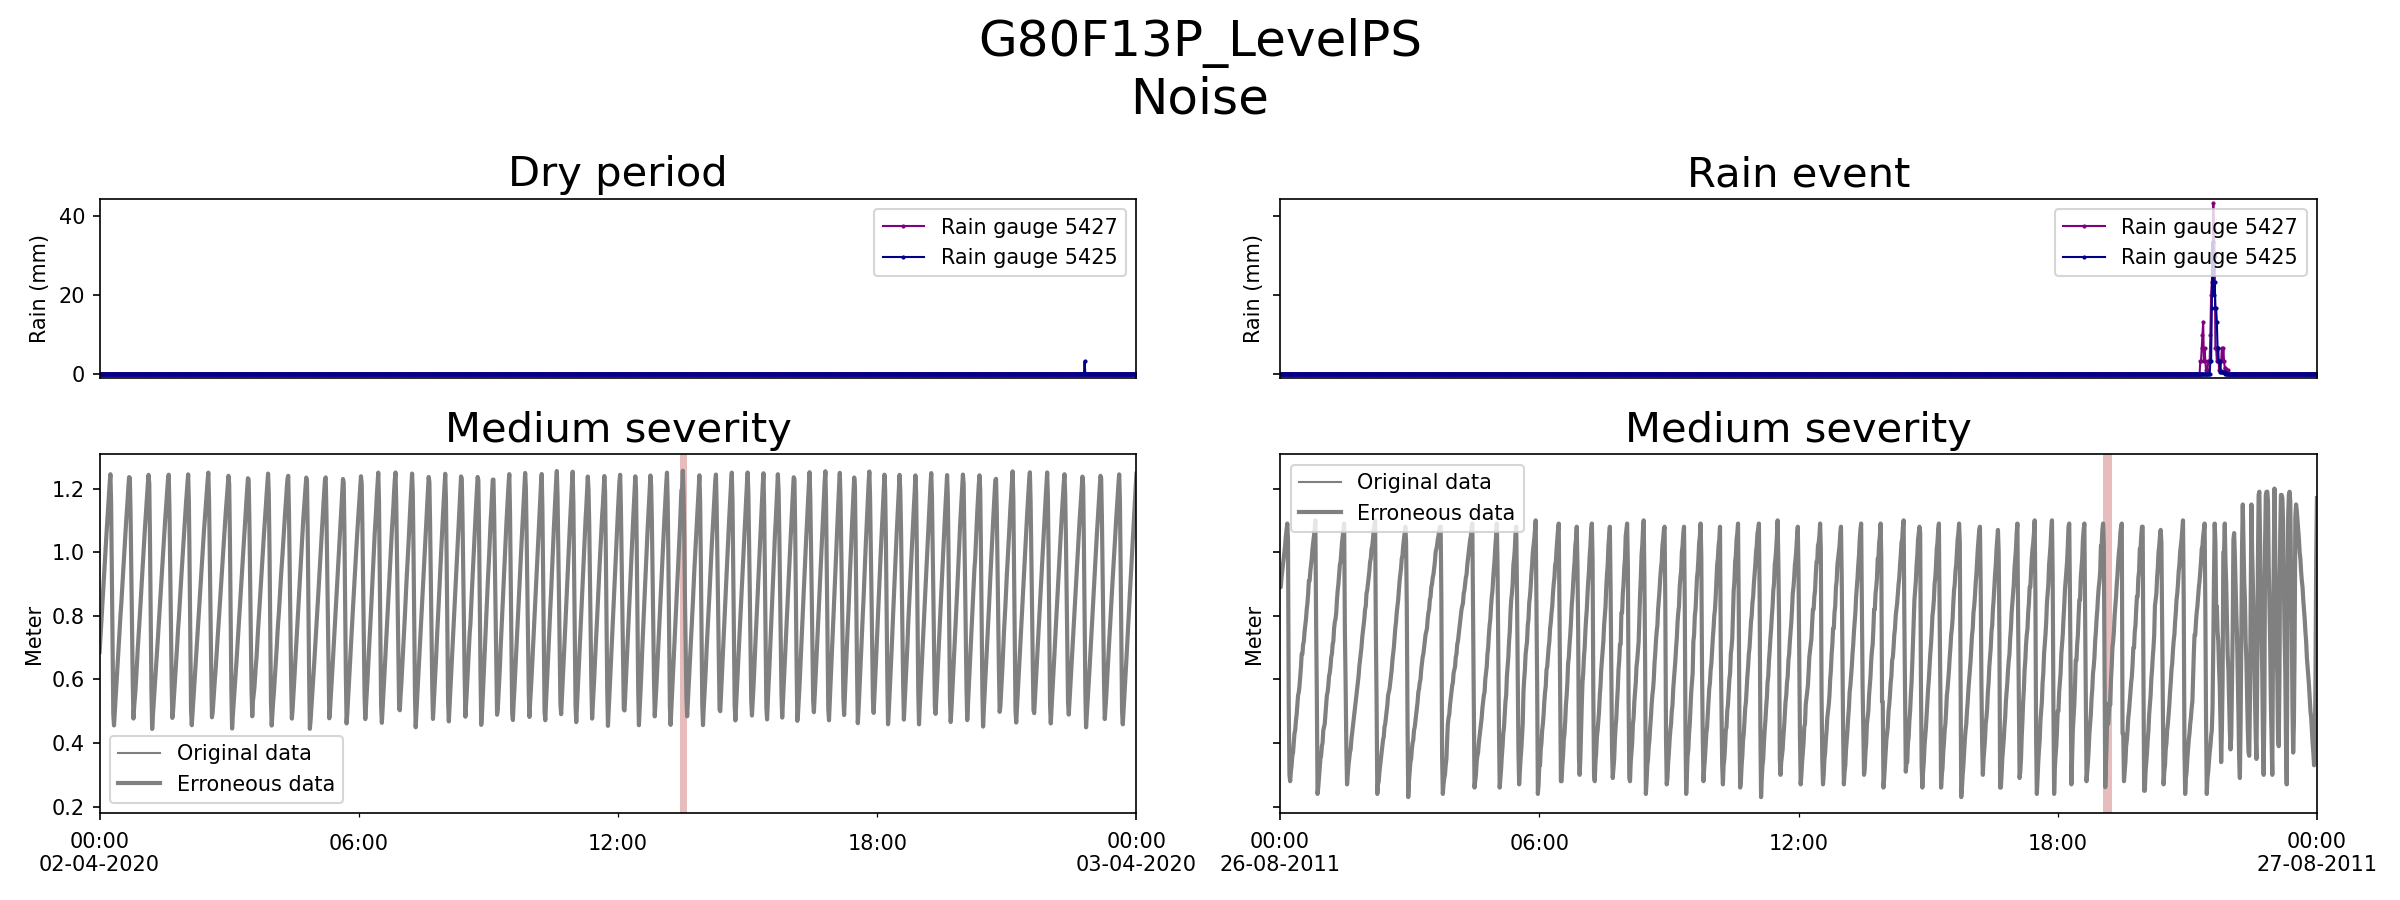 G80F13P_LevelPS
Noise
Dry period
Rain event
Rain (mm)
40
20
0
Rain gauge 5427
Rain gauge 5425
Rain (mm)
Rain gauge 5427
Rain gauge 5425
Medium severity
Medium severity
Meter
1.2
1.0
0.8
0.6
0.4
0.2
Original data
Erroneous data
00:00
02-04-2020
06:00
12:00
18:00
00:00
03-04-2020
Meter
Original data
Erroneous data
00:00
26-08-2011
06:00
12:00
18:00
00:00
27-08-2011